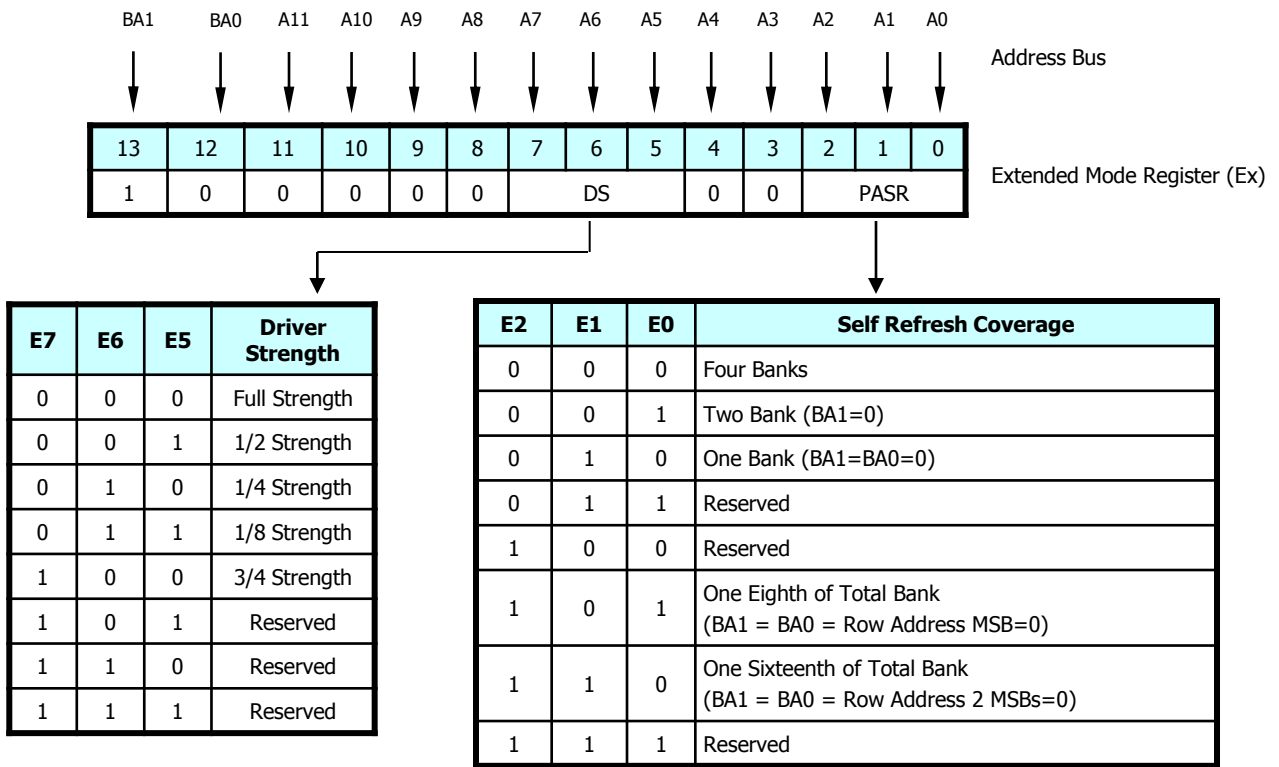 BA1 BA0 A11 A10 A9 A8 A7 A6 A5 A4 A3 A2 A1 A0
Address Bus
13 12 11 10 9 8 7 6 5 4 3 2 1 0
1 0 0 0 0 0 DS 0 0 PASR
Extended Mode Register (Ex)
E7 E6 E5 Driver Strength
0 0 0 Full Strength
0 0 1 1/2 Strength
0 1 0 1/4 Strength
0 1 1 1/8 Strength
1 0 0 3/4 Strength
1 0 1 Reserved
1 1 0 Reserved
1 1 1 Reserved
E2 E1 E0 Self Refresh Coverage
0 0 0 Four Banks
0 0 1 Two Bank (BA1=0)
0 1 0 One Bank (BA1=BA0=0)
0 1 1 Reserved
1 0 0 Reserved
1 0 1 One Eighth of Total Bank
(BA1 = BA0 = Row Address MSB=0)
1 1 0 One Sixteenth of Total Bank
(BA1 = BA0 = Row Address 2 MSBs=0)
1 1 1 Reserved